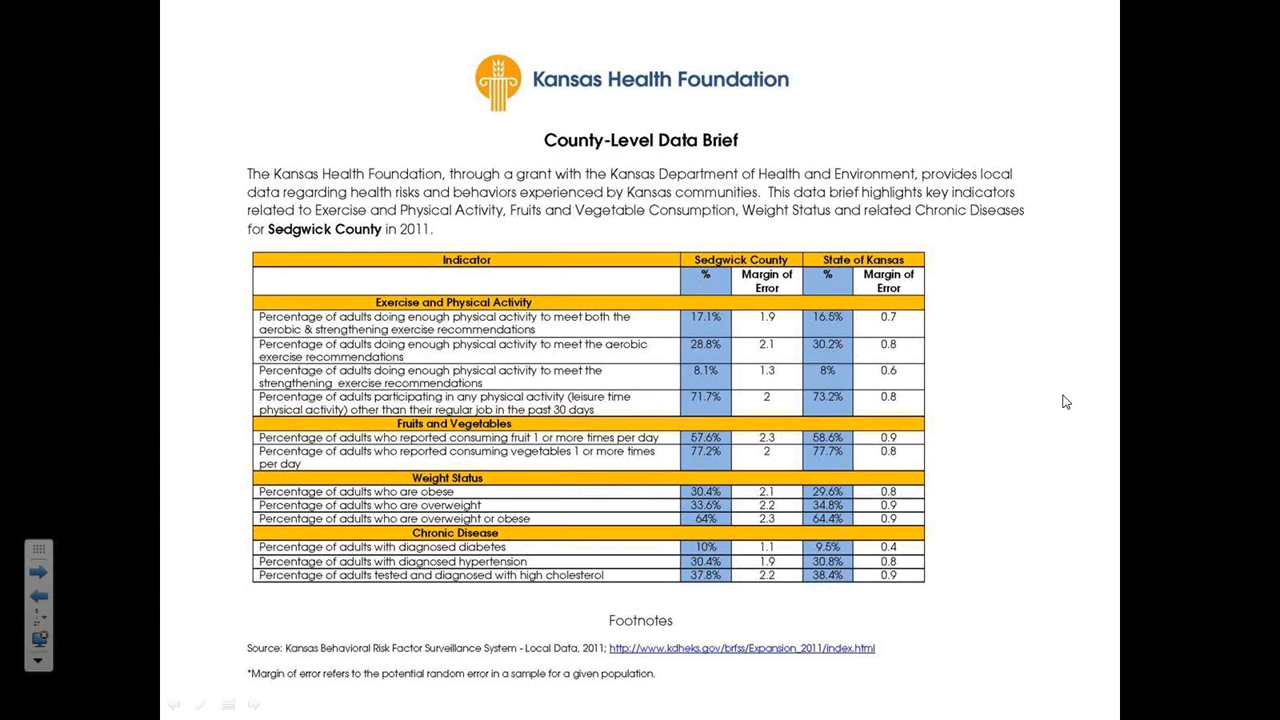 Kansas Health Foundation
County-Level Data Brief
The Kansas Health Foundation, through a grant with the Kansas Department of Health and Environment, provides local
data regarding health risks and behaviors experienced by Kansas communities. This data brief highlights key indicators
related to Exercise and Physical Activity, Fruits and Vegetable Consumption, Weight Status and related Chronic Diseases
for Sedgwick County in 2011.
Indicator Sedgwick County State of Kansas
% Margin of % Margin of
Error Error
Exercise and Physical Activity
Percentage of adults doing enough physical activity to meet both the 17.1% 1.9 16.5% 0.7
aerobic & strengthening exercise recommendations
Percentage of adults doing enough physical activity to meet the aerobic 28.8% 2.1 30.2% 0.8
exercise recommendations
Percentage of adults doing enough physical activity to meet the 8.1% 1.3 8% 0.6
strengthening exercise recommendations
Percentage of adults participating in any physical activity (leisure time 71.7% 2 73.2% 0.8
physical activity) other than their regular job in the past 30 days
Fruits and Vegetables
Percentage of adults who reported consuming fruit 1 or more times per day 57.6% 2.3 58.6% 0.9
Percentage of adults who reported consuming vegetables 1 or more times 77.2% 2 77.7% 0.8
per day
Weight Status
Percentage of adults who are obese 30.4% 2.1 29.6% 0.8
Percentage of adults who are overweight 33.6% 2.2 34.8% 0.9
Percentage of adults who are overweight or obese 64% 2.3 64.4% 0.9
Chronic Disease
Percentage of adults with diagnosed diabetes 10% 1.1 9.5% 0.4
Percentage of adults with diagnosed hypertension 30.4% 1.9 30.8% 0.8
Percentage of adults tested and diagnosed with high cholesterol 37.8% 2.2 38.4% 0.9
Footnotes
Source: Kansas Behavioral Risk Factor Surveillance System - Local Data, 2011; http://www.kdheks.gov/brfss/Expansion_2011/index.html
*Margin of error refers to the potential random error in a sample for a given population.